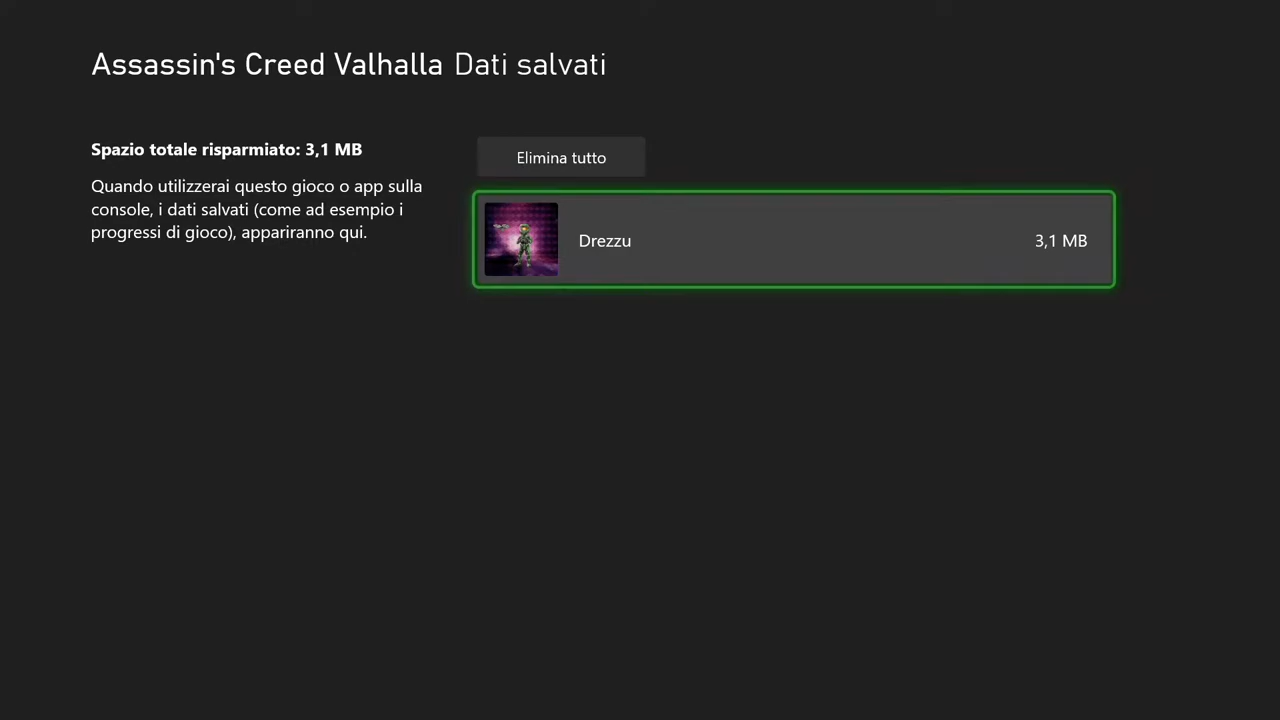 Assassin's Creed Valhalla Dati salvati
Spazio totale risparmiato: 3,1 MB
Quando utilizzerai questo gioco o app sulla
console, i dati salvati (come ad esempio i
progressi di gioco), appariranno qui.
Elimina tutto
Drezzu 3,1 MB